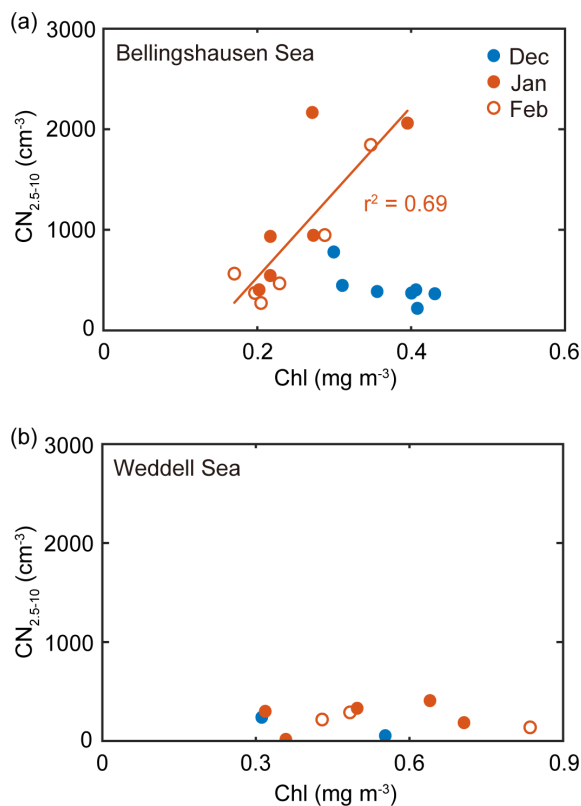 (a)
Bellingshausen Sea
Dec
Jan
Feb
r² = 0.69
3000
2000
1000
0
CN2.5-10 (cm-3)
0
0.2
0.4
0.6
Chl (mg m-3)
(b)
Weddell Sea
3000
2000
1000
0
CN2.5-10 (cm-3)
0
0.3
0.6
0.9
Chl (mg m-3)